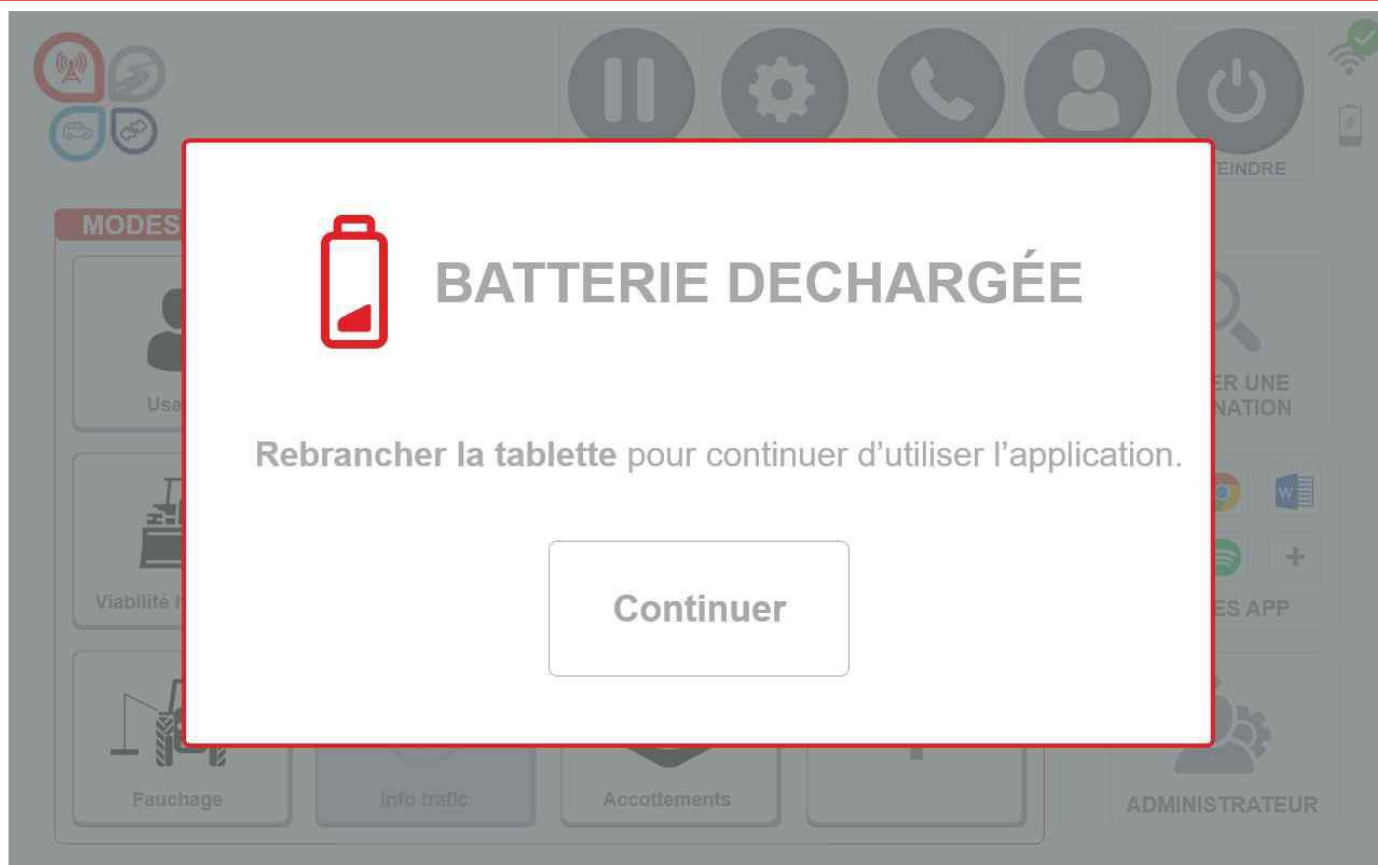 EINDRE
MODES
BATTERIE DECHARGÉE
Usa
ER UNE
NATION
Rebrancher la tablette pour continuer d'utiliser l'application.
W
+
Viabilité
Continuer
ES APP
Fauchage
Info trafic
Accottements
ADMINISTRATEUR